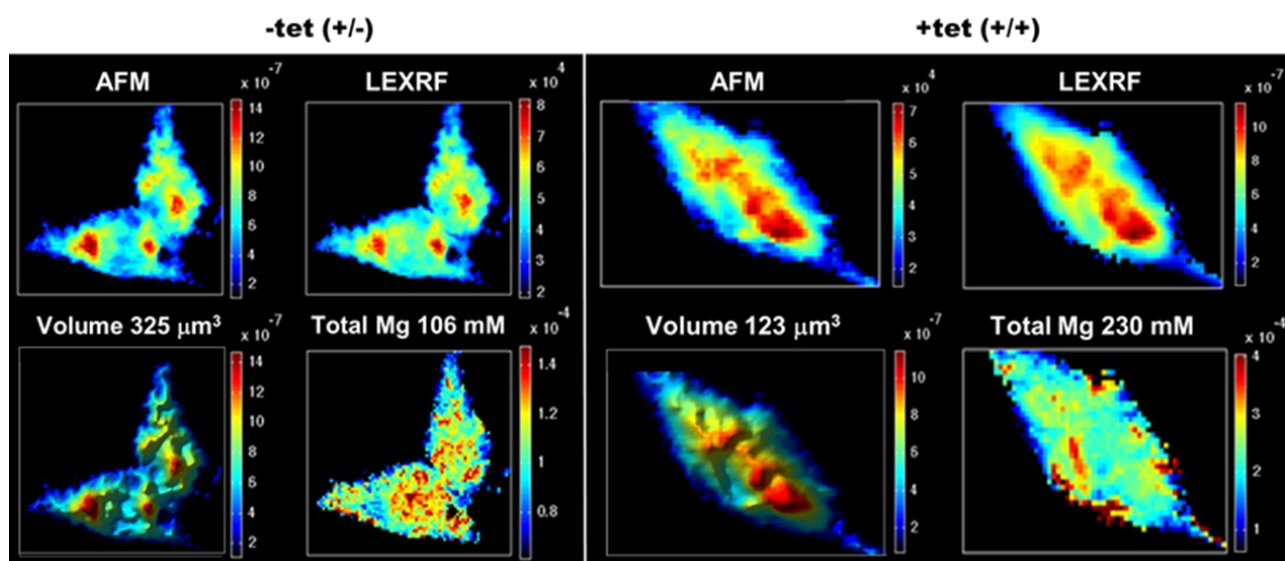 -tet (+/-)
+tet (+/+)
AFM
x 10⁻⁷
14
12
10
8
6
4
2
LEXRF
x 10⁴
8
7
6
5
4
3
2
AFM
x 10⁴
7
6
5
4
3
2
LEXRF
x 10⁻⁷
10
8
6
4
2
Volume 325 μm³
x 10⁻⁷
14
12
10
8
6
4
2
Total Mg 106 mM
x 10⁻⁴
1.4
1.2
1
0.8
Volume 123 μm³
x 10⁻⁷
10
8
6
4
2
Total Mg 230 mM
x 10⁻⁴
4
3
2
1